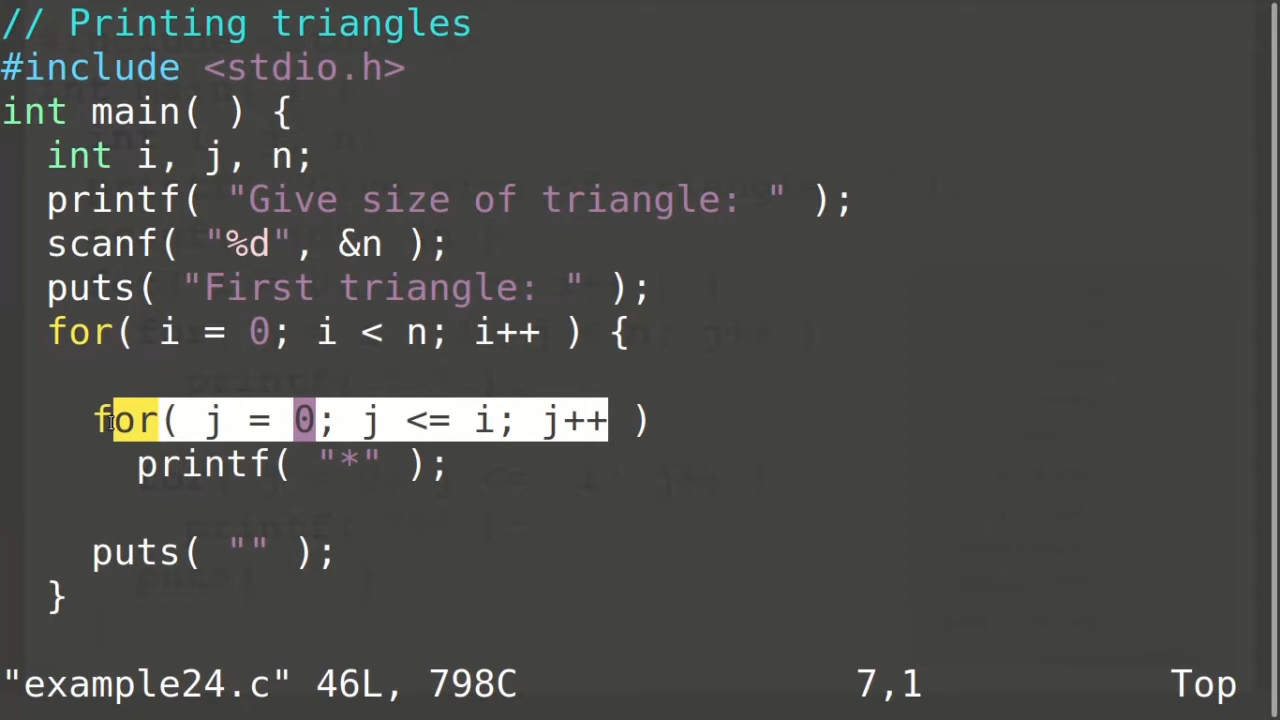 // Printing triangles
#include <stdio.h>
int main( ) {
  int i, j, n;
  printf( "Give size of triangle: " );
  scanf( "%d", &n );
  puts( "First triangle: " );
  for( i = 0; i < n; i++ ) {
    for( j = 0; j <= i; j++ )
      printf( "*" );
    puts( "" );
  }
"example24.c" 46L, 798C 7,1 Top